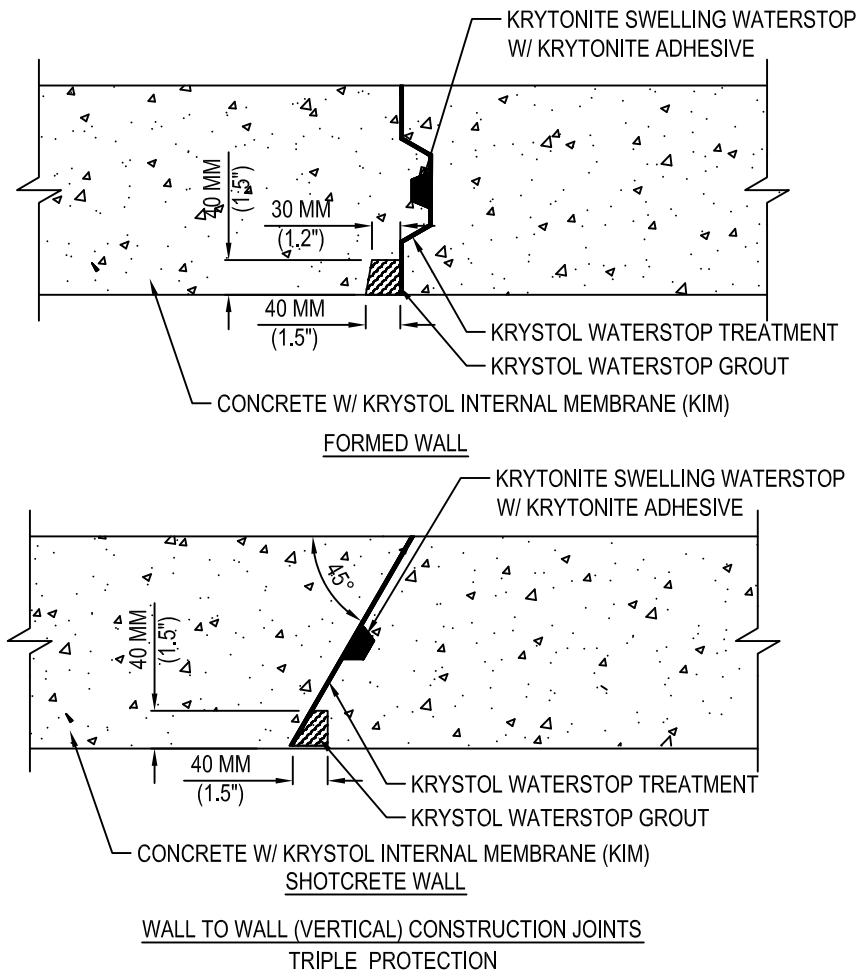 KRYTONITE SWELLING WATERSTOP
W/ KRYTONITE ADHESIVE
40 MM
(1.5")
30 MM
(1.2")
40 MM
(1.5")
KRYSTOL WATERSTOP TREATMENT
KRYSTOL WATERSTOP GROUT
CONCRETE W/ KRYSTOL INTERNAL MEMBRANE (KIM)
FORMED WALL
KRYTONITE SWELLING WATERSTOP
W/ KRYTONITE ADHESIVE
45°
40 MM
(1.5")
40 MM
(1.5")
KRYSTOL WATERSTOP TREATMENT
KRYSTOL WATERSTOP GROUT
CONCRETE W/ KRYSTOL INTERNAL MEMBRANE (KIM)
SHOTCRETE WALL
WALL TO WALL (VERTICAL) CONSTRUCTION JOINTS
TRIPLE PROTECTION